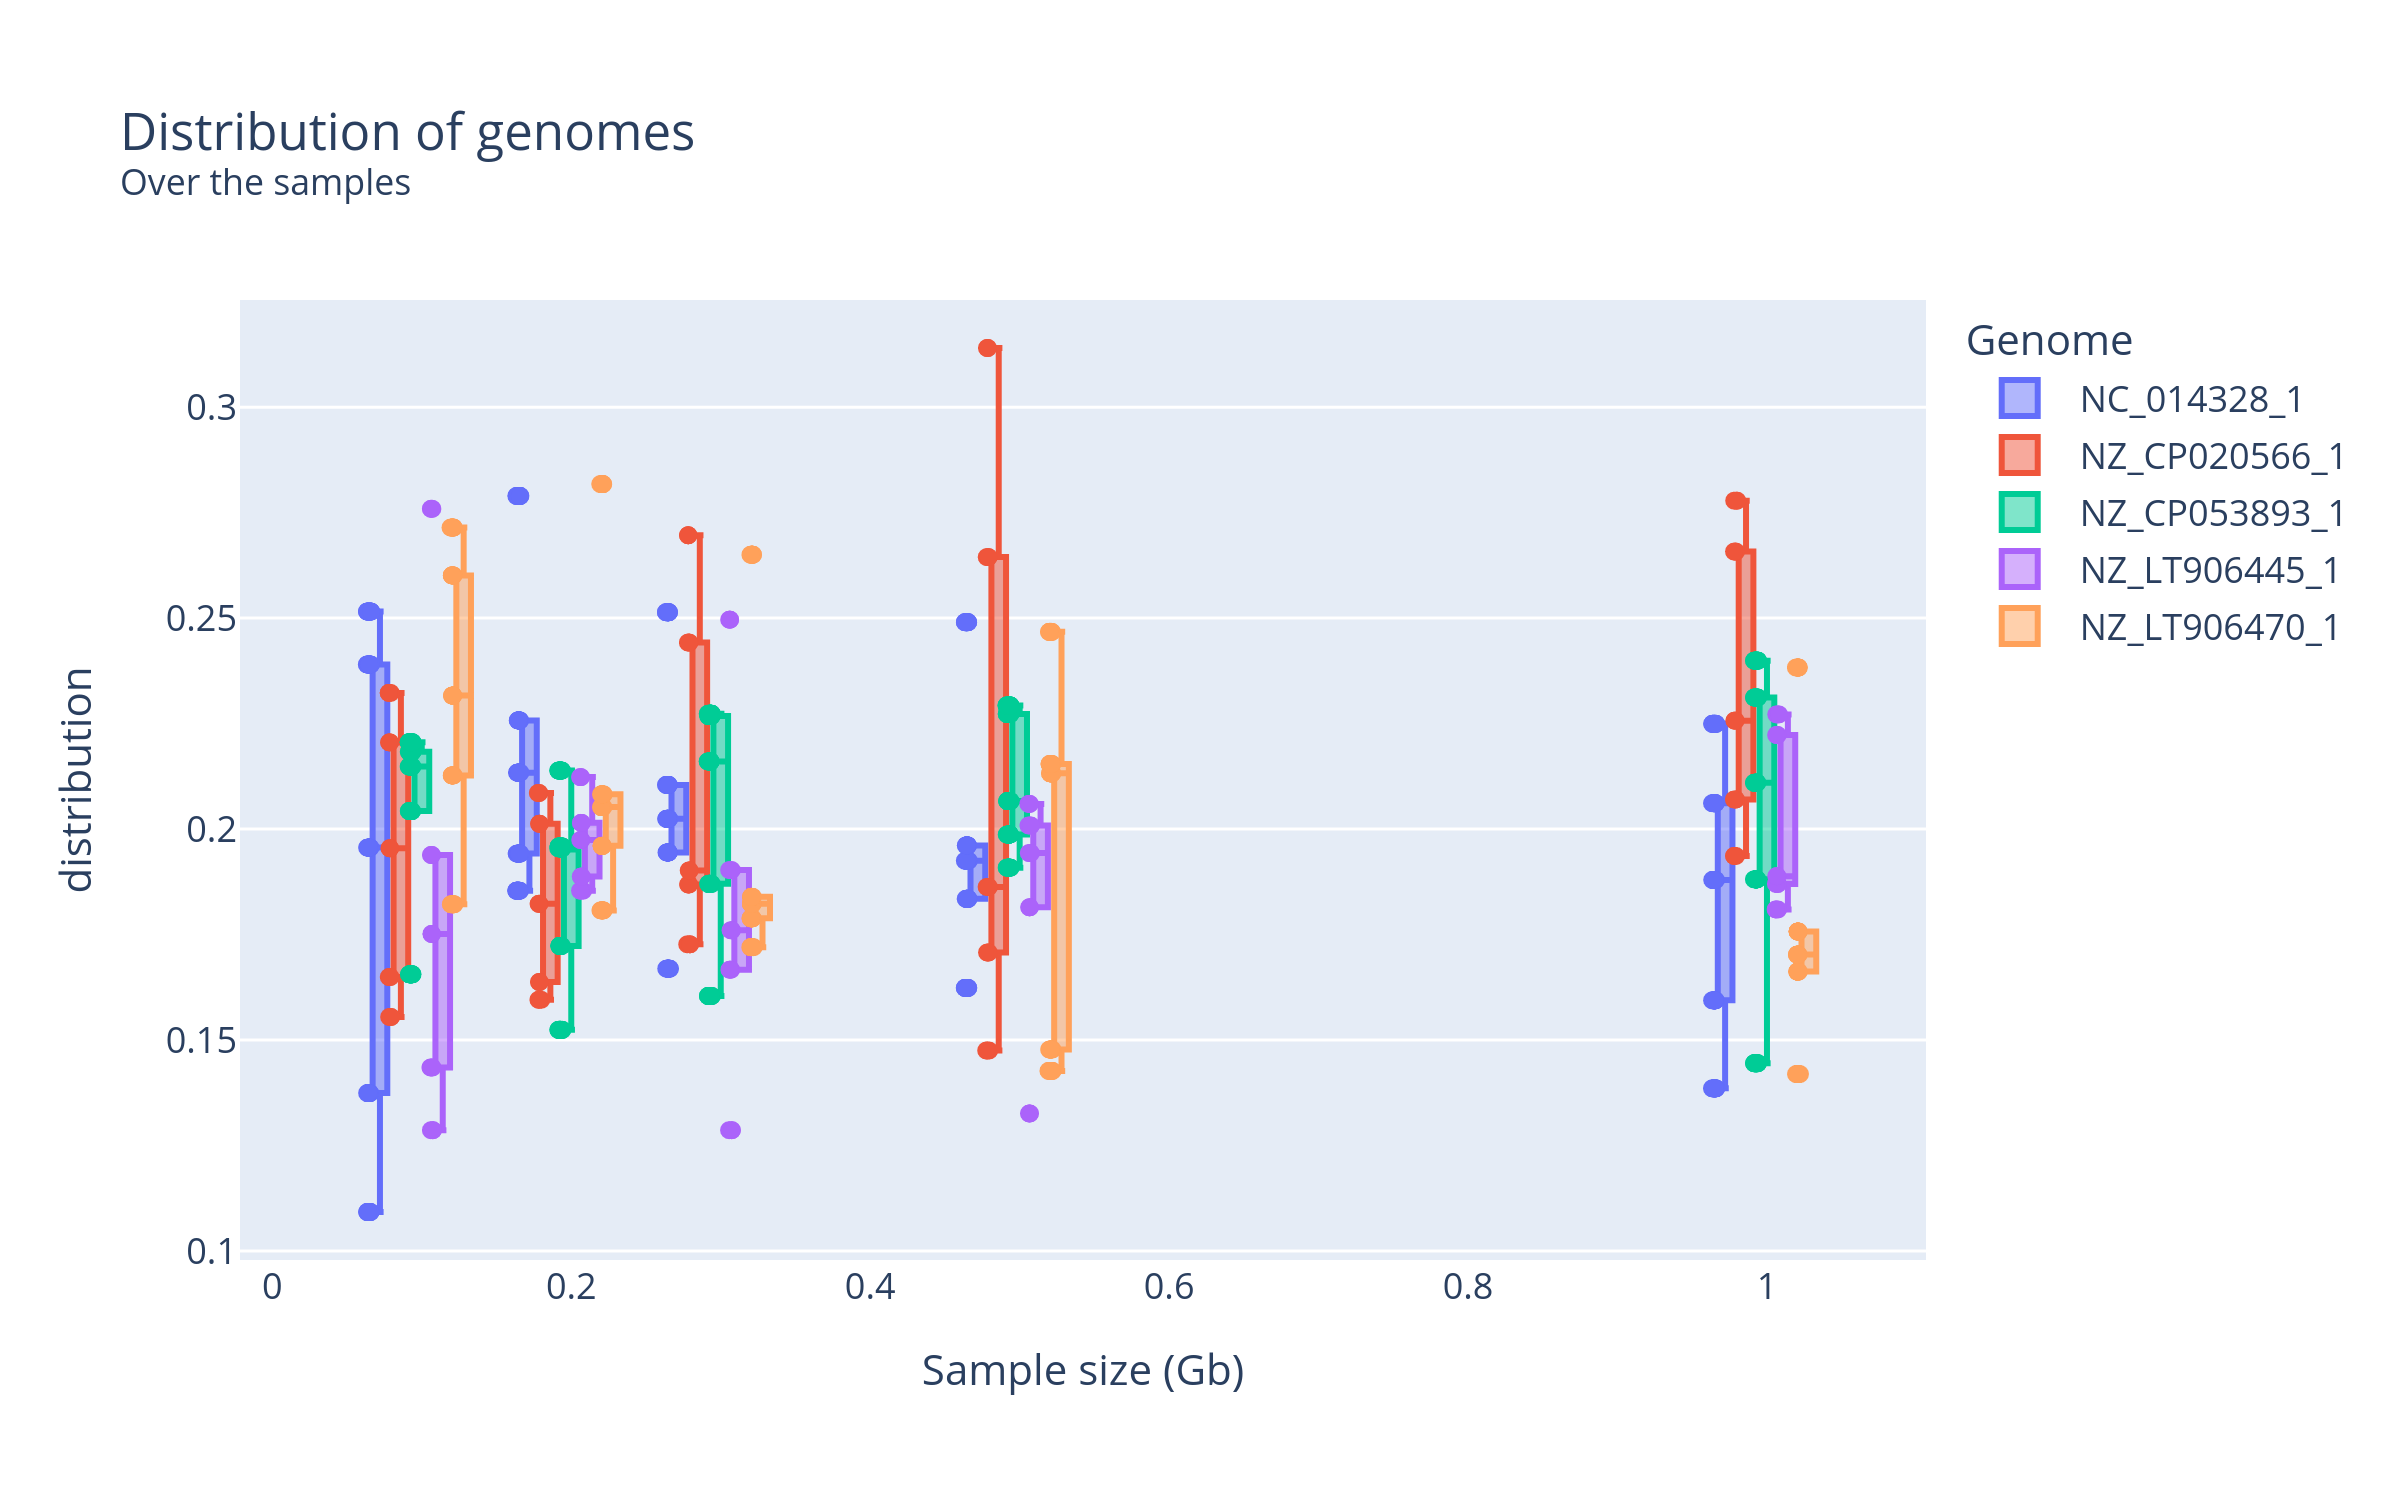 Distribution of genomes
Over the samples
Genome
NC_014328_1
NZ_CP020566_1
NZ_CP053893_1
NZ_LT906445_1
NZ_LT906470_1
distribution
0.3
0.25
0.2
0.15
0.1
0 0.2 0.4 0.6 0.8 1
Sample size (Gb)